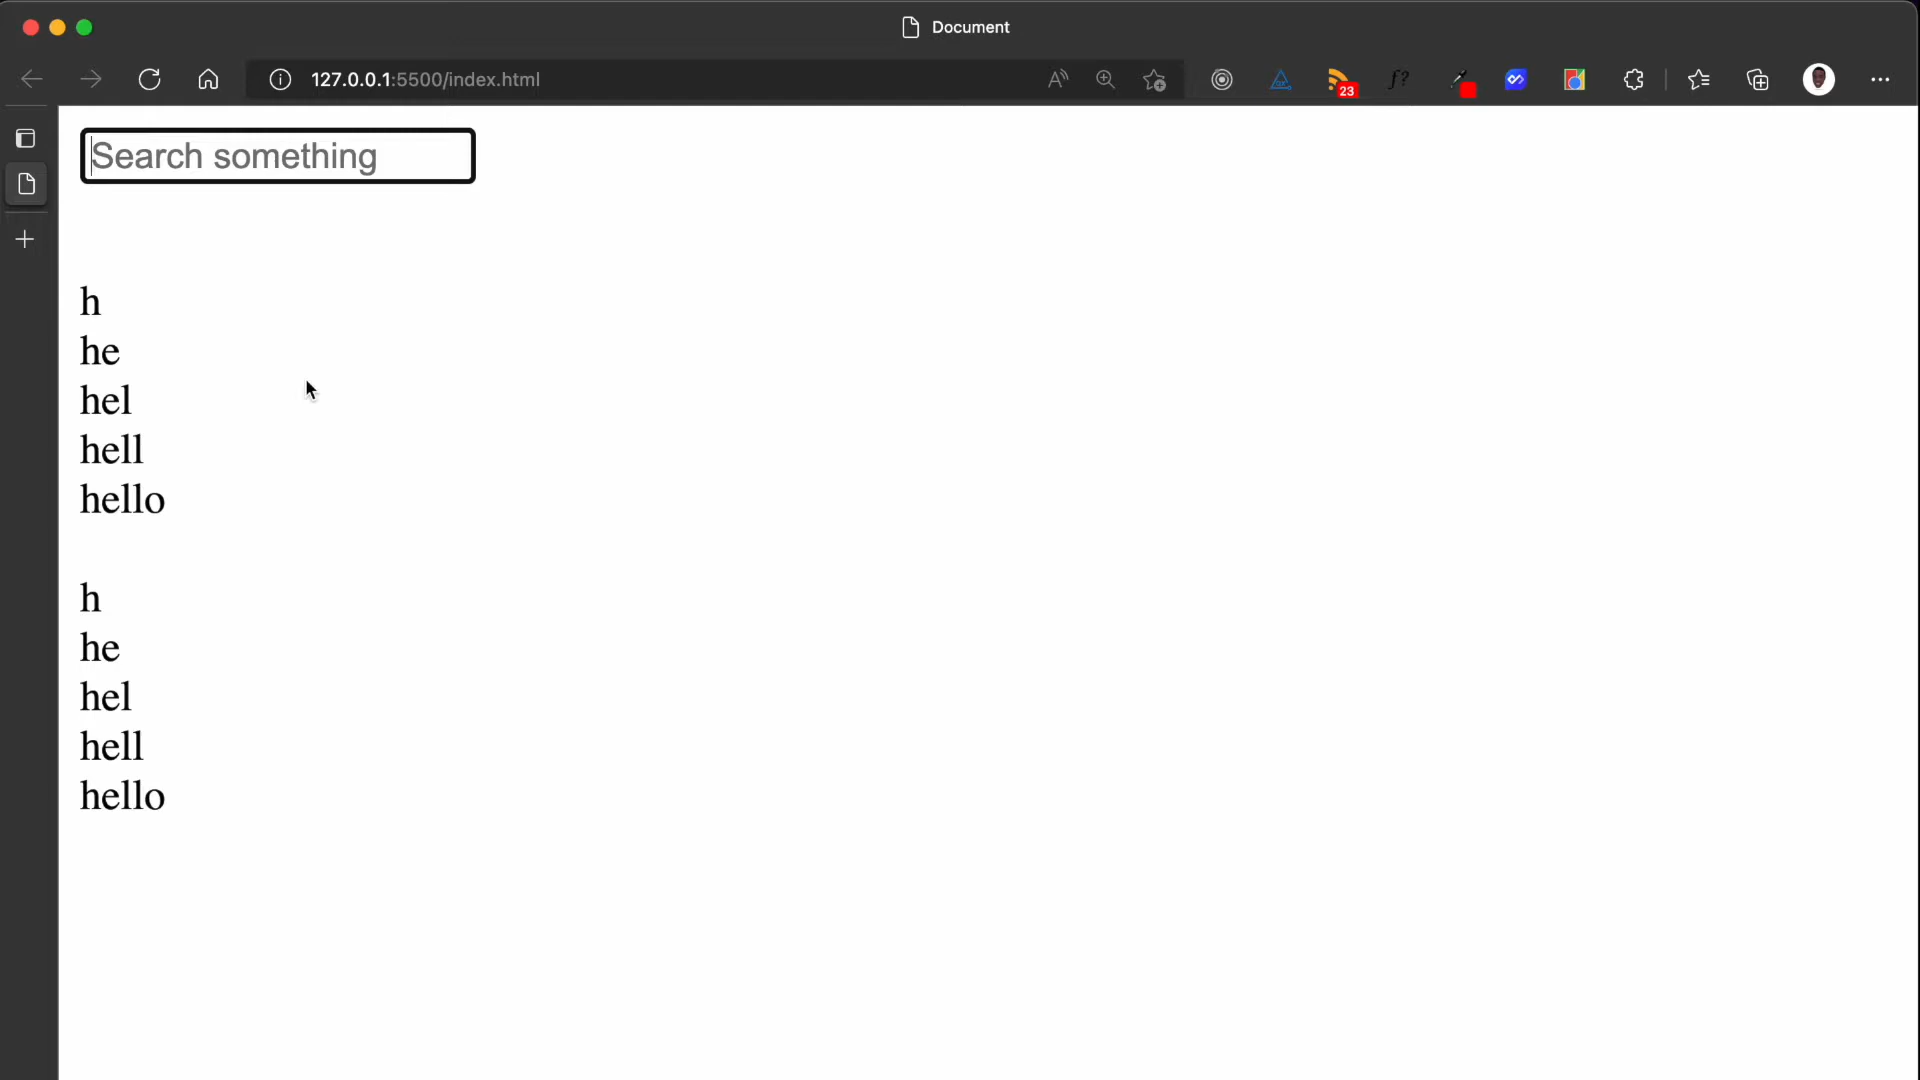 Document
127.0.0.1:5500/index.html
A
23
f?
Search something
h
he
hel
hell
hello
h
he
hel
hell
hello